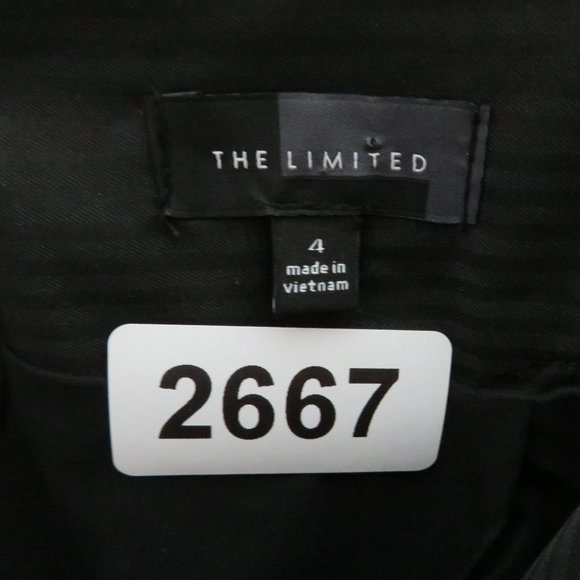 THE LIMITED
4
made in
vietnam
2667